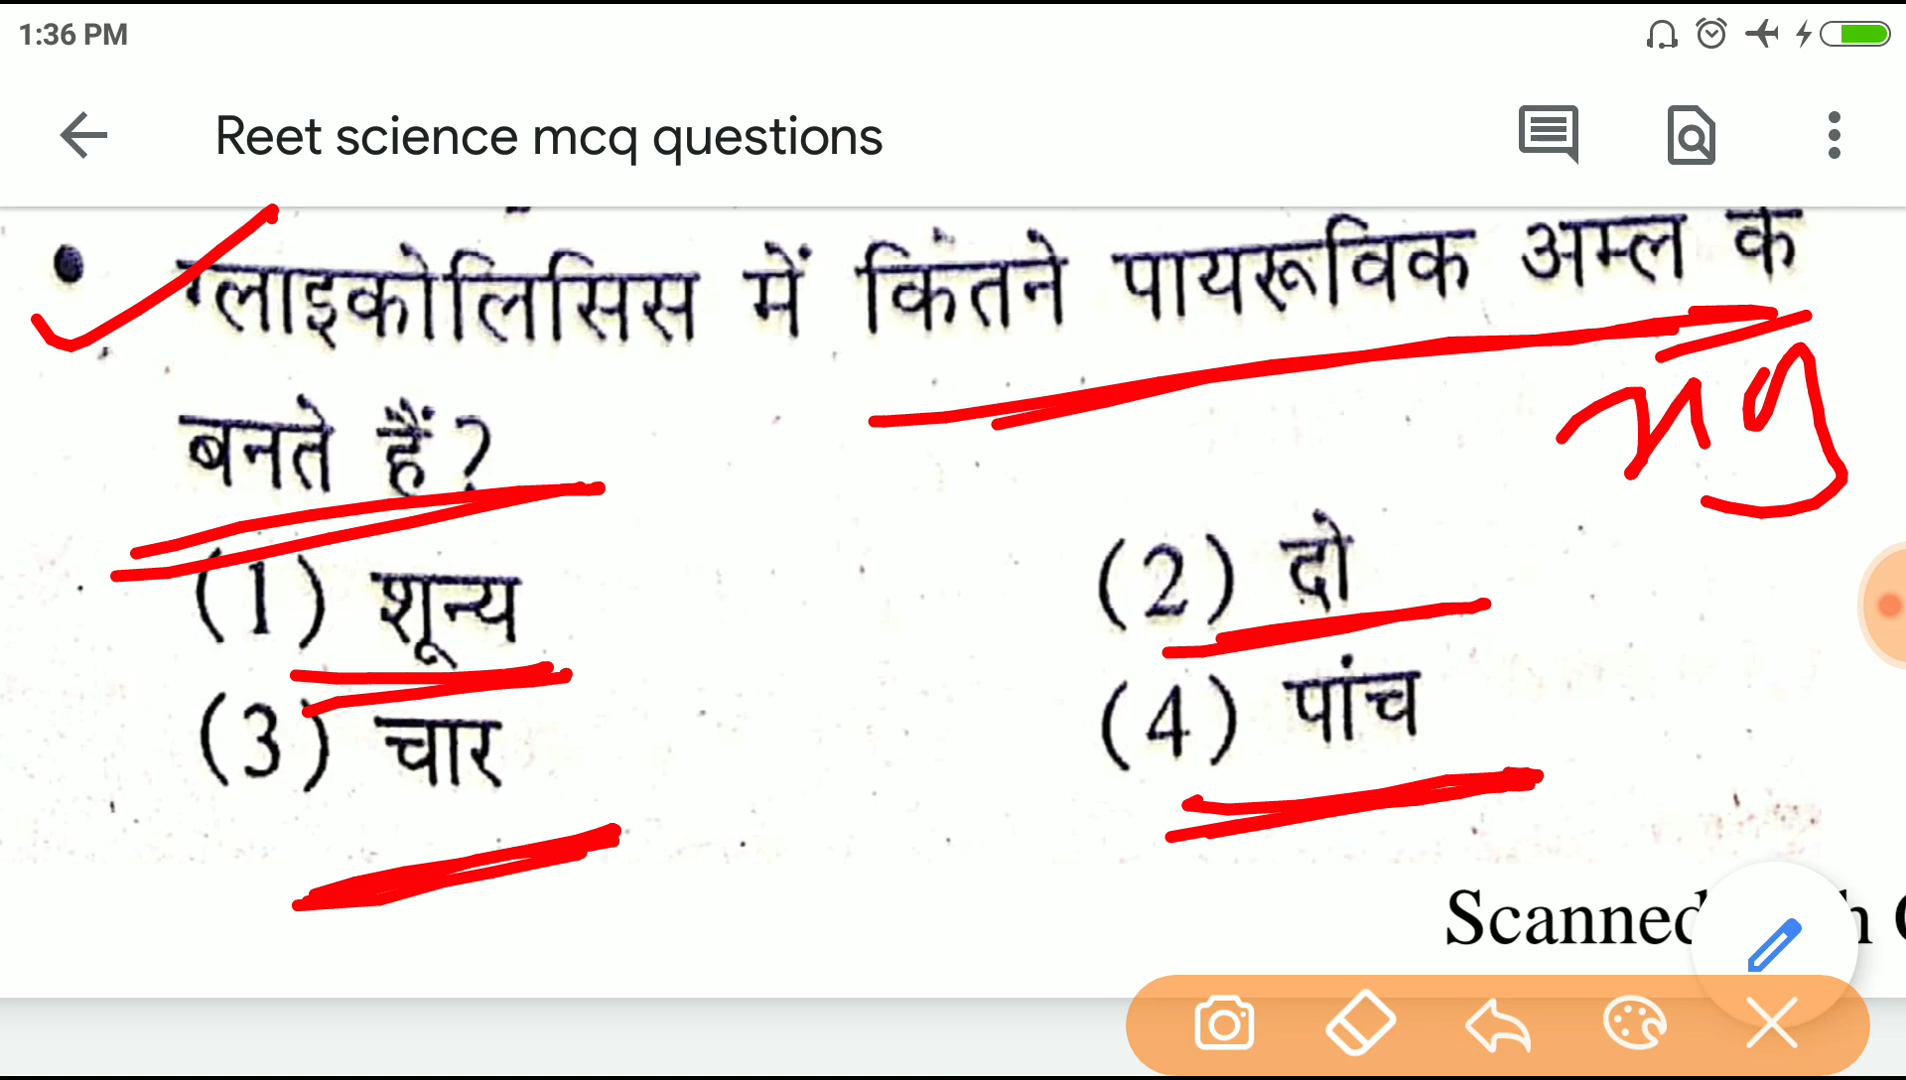 1:36 PM
Reet science mcq questions
• ग्लाइकोलिसिस में कितने पायरूविक अम्ल के
बनते हैं?
(1) शून्य (2) दो
(3) चार (4) पांच
Scanned